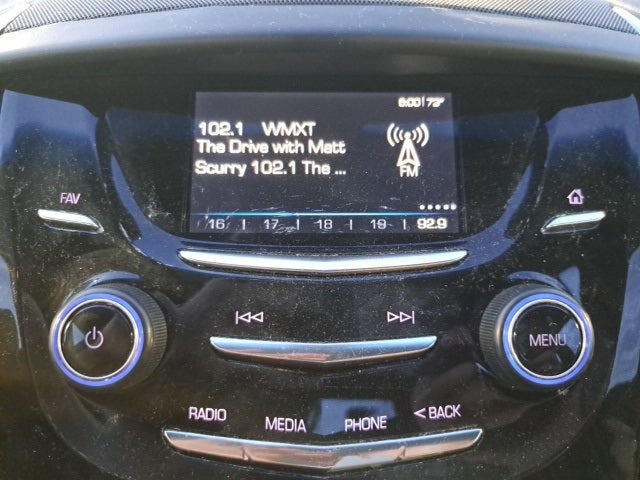 6:00 | 73°
102.1 WMXT
The Drive with Matt
Scurry 102.1 The ...
FM
16 | 17 | 18 | 19 | 92.9
FAV
MENU
RADIO MEDIA PHONE < BACK